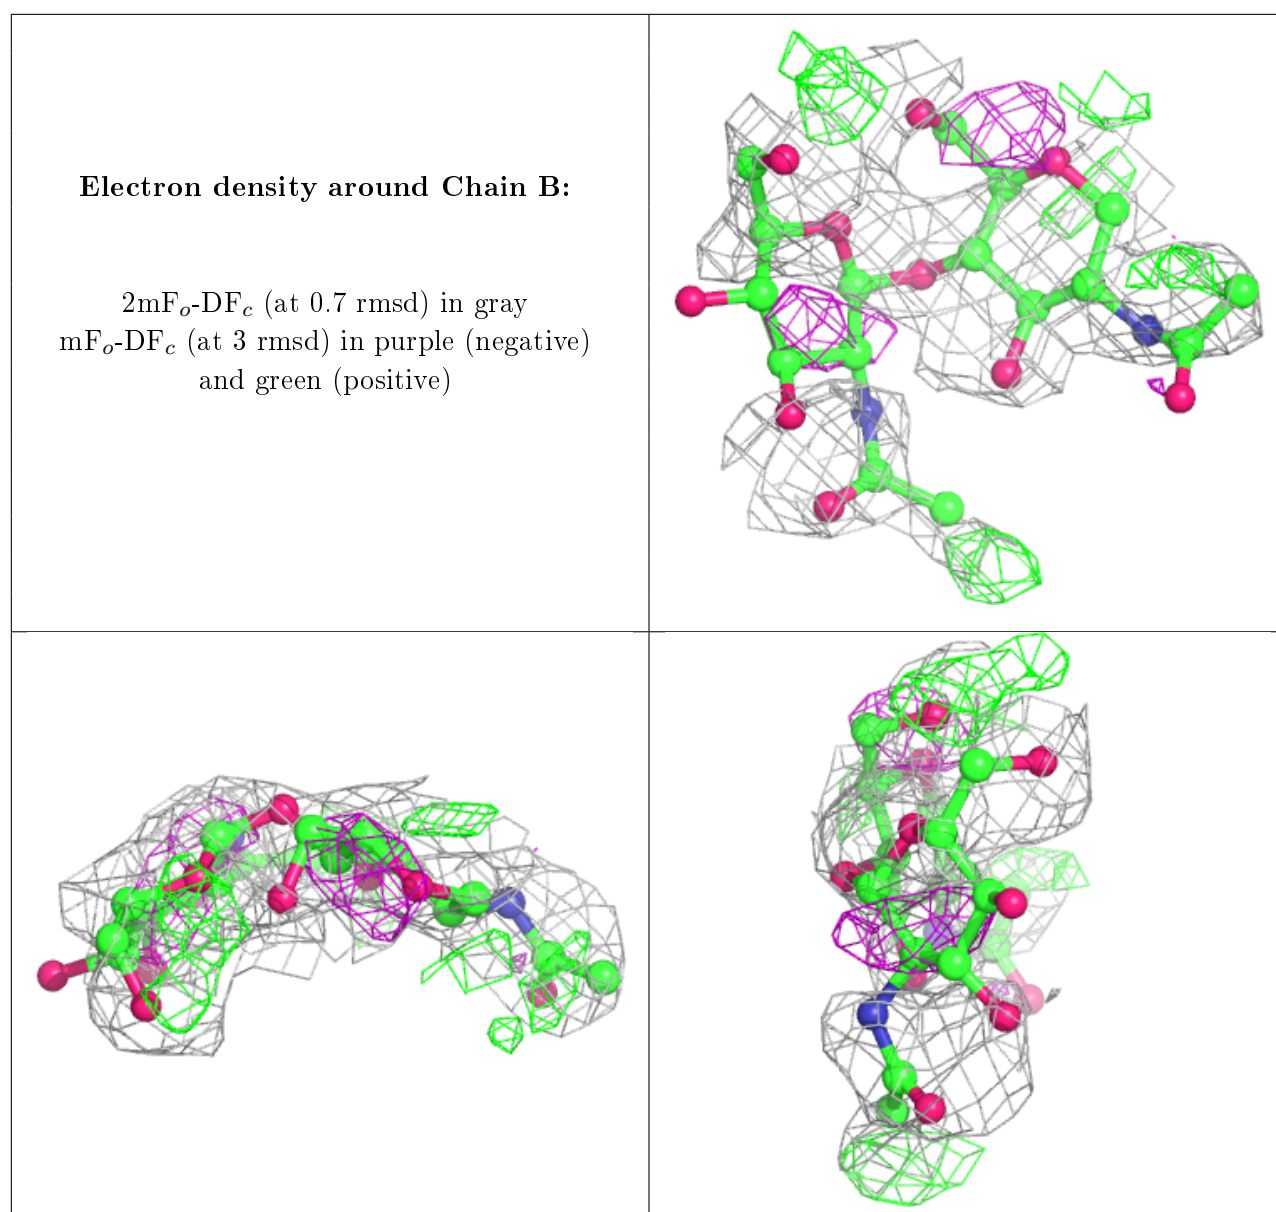 Electron density around Chain B:
2mFₒ-DF𝒸 (at 0.7 rmsd) in gray
mFₒ-DF𝒸 (at 3 rmsd) in purple (negative)
and green (positive)